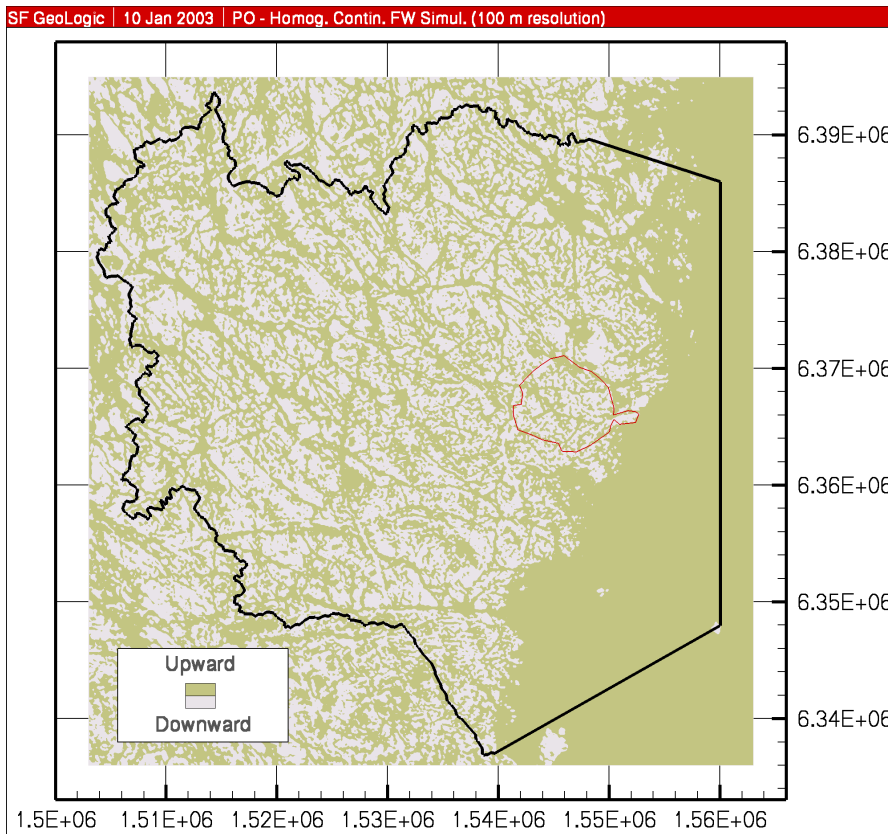 SF GeoLogic | 10 Jan 2003 | PO - Homog. Contin. FW Simul. (100 m resolution)
6.39E+06
6.38E+06
6.37E+06
6.36E+06
6.35E+06
6.34E+06
Upward
Downward
1.5E+06 1.51E+06 1.52E+06 1.53E+06 1.54E+06 1.55E+06 1.56E+06